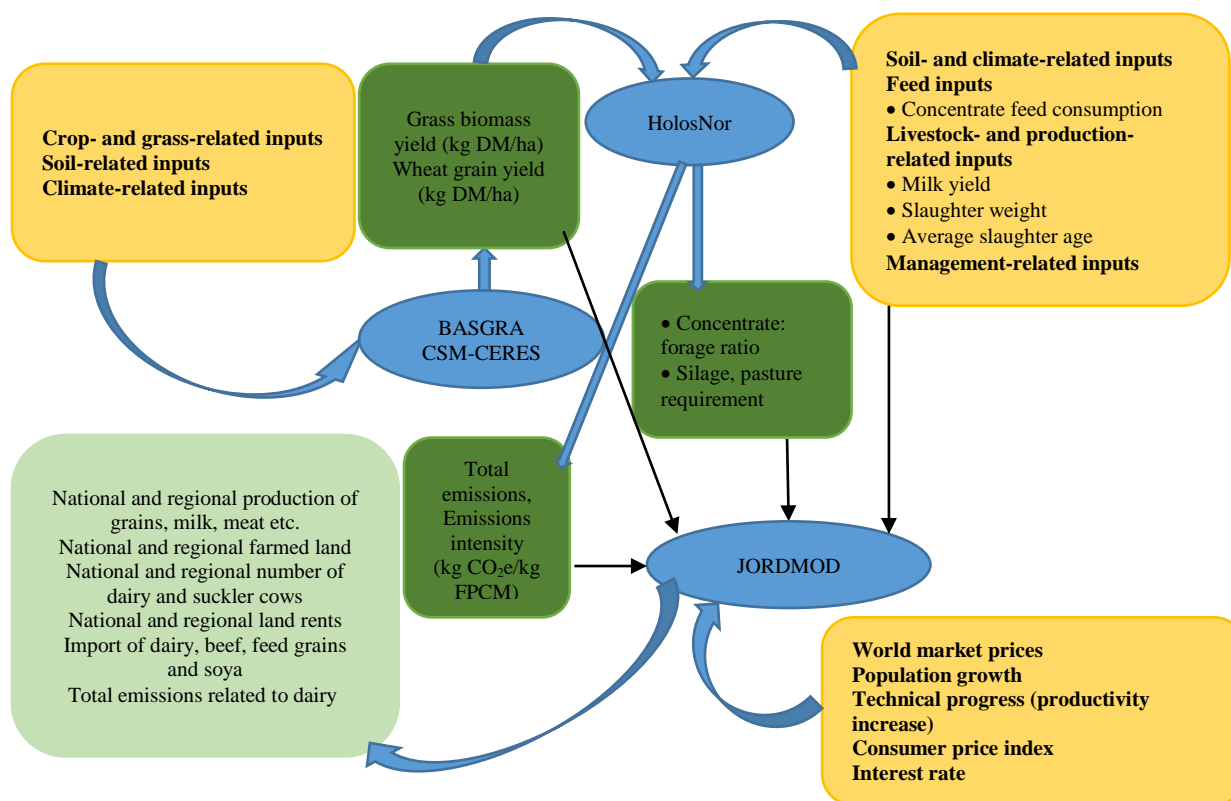 Crop- and grass-related inputs
Soil-related inputs
Climate-related inputs
Grass biomass
yield (kg DM/ha)
Wheat grain yield
(kg DM/ha)
HolosNor
Soil- and climate-related inputs
Feed inputs
• Concentrate feed consumption
Livestock- and production-
related inputs
• Milk yield
• Slaughter weight
• Average slaughter age
Management-related inputs
BASGRA
CSM-CERES
• Concentrate:
forage ratio
• Silage, pasture
requirement
National and regional production of
grains, milk, meat etc.
National and regional farmed land
National and regional number of
dairy and suckler cows
National and regional land rents
Import of dairy, beef, feed grains
and soya
Total emissions related to dairy
Total
emissions,
Emissions
intensity
(kg CO₂e/kg
FPCM)
JORDMOD
World market prices
Population growth
Technical progress (productivity
increase)
Consumer price index
Interest rate